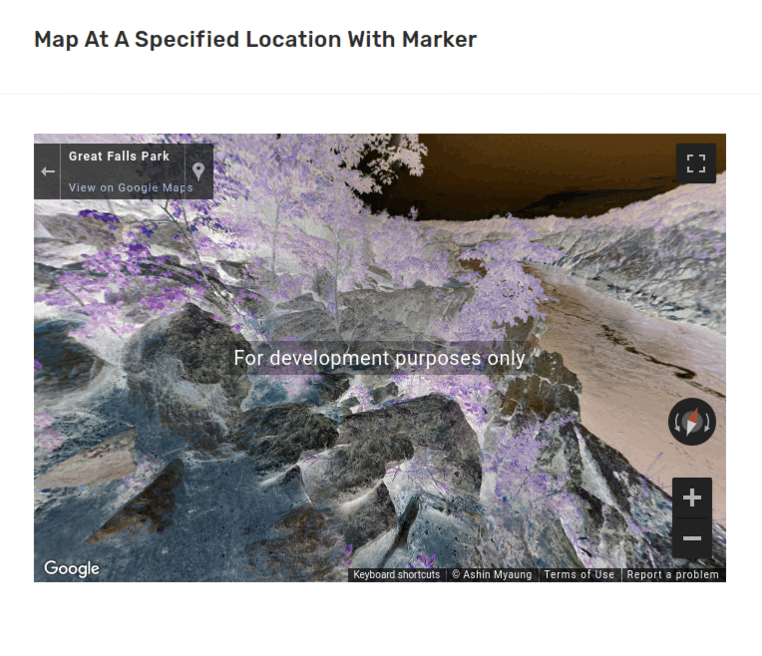 Map At A Specified Location With Marker
Great Falls Park
View on Google Maps
For development purposes only
Google
Keyboard shortcuts
© Ashin Myaung
Terms of Use
Report a problem